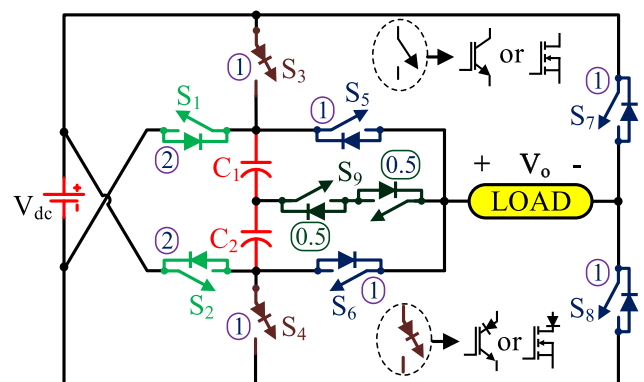 1 S3 or
S1 1 S5 1 S7
2 C1 S9 0.5 + Vo -
Vdc + - 0.5 LOAD
2 C2
S2 S6 1 1 S8
1 S4 or